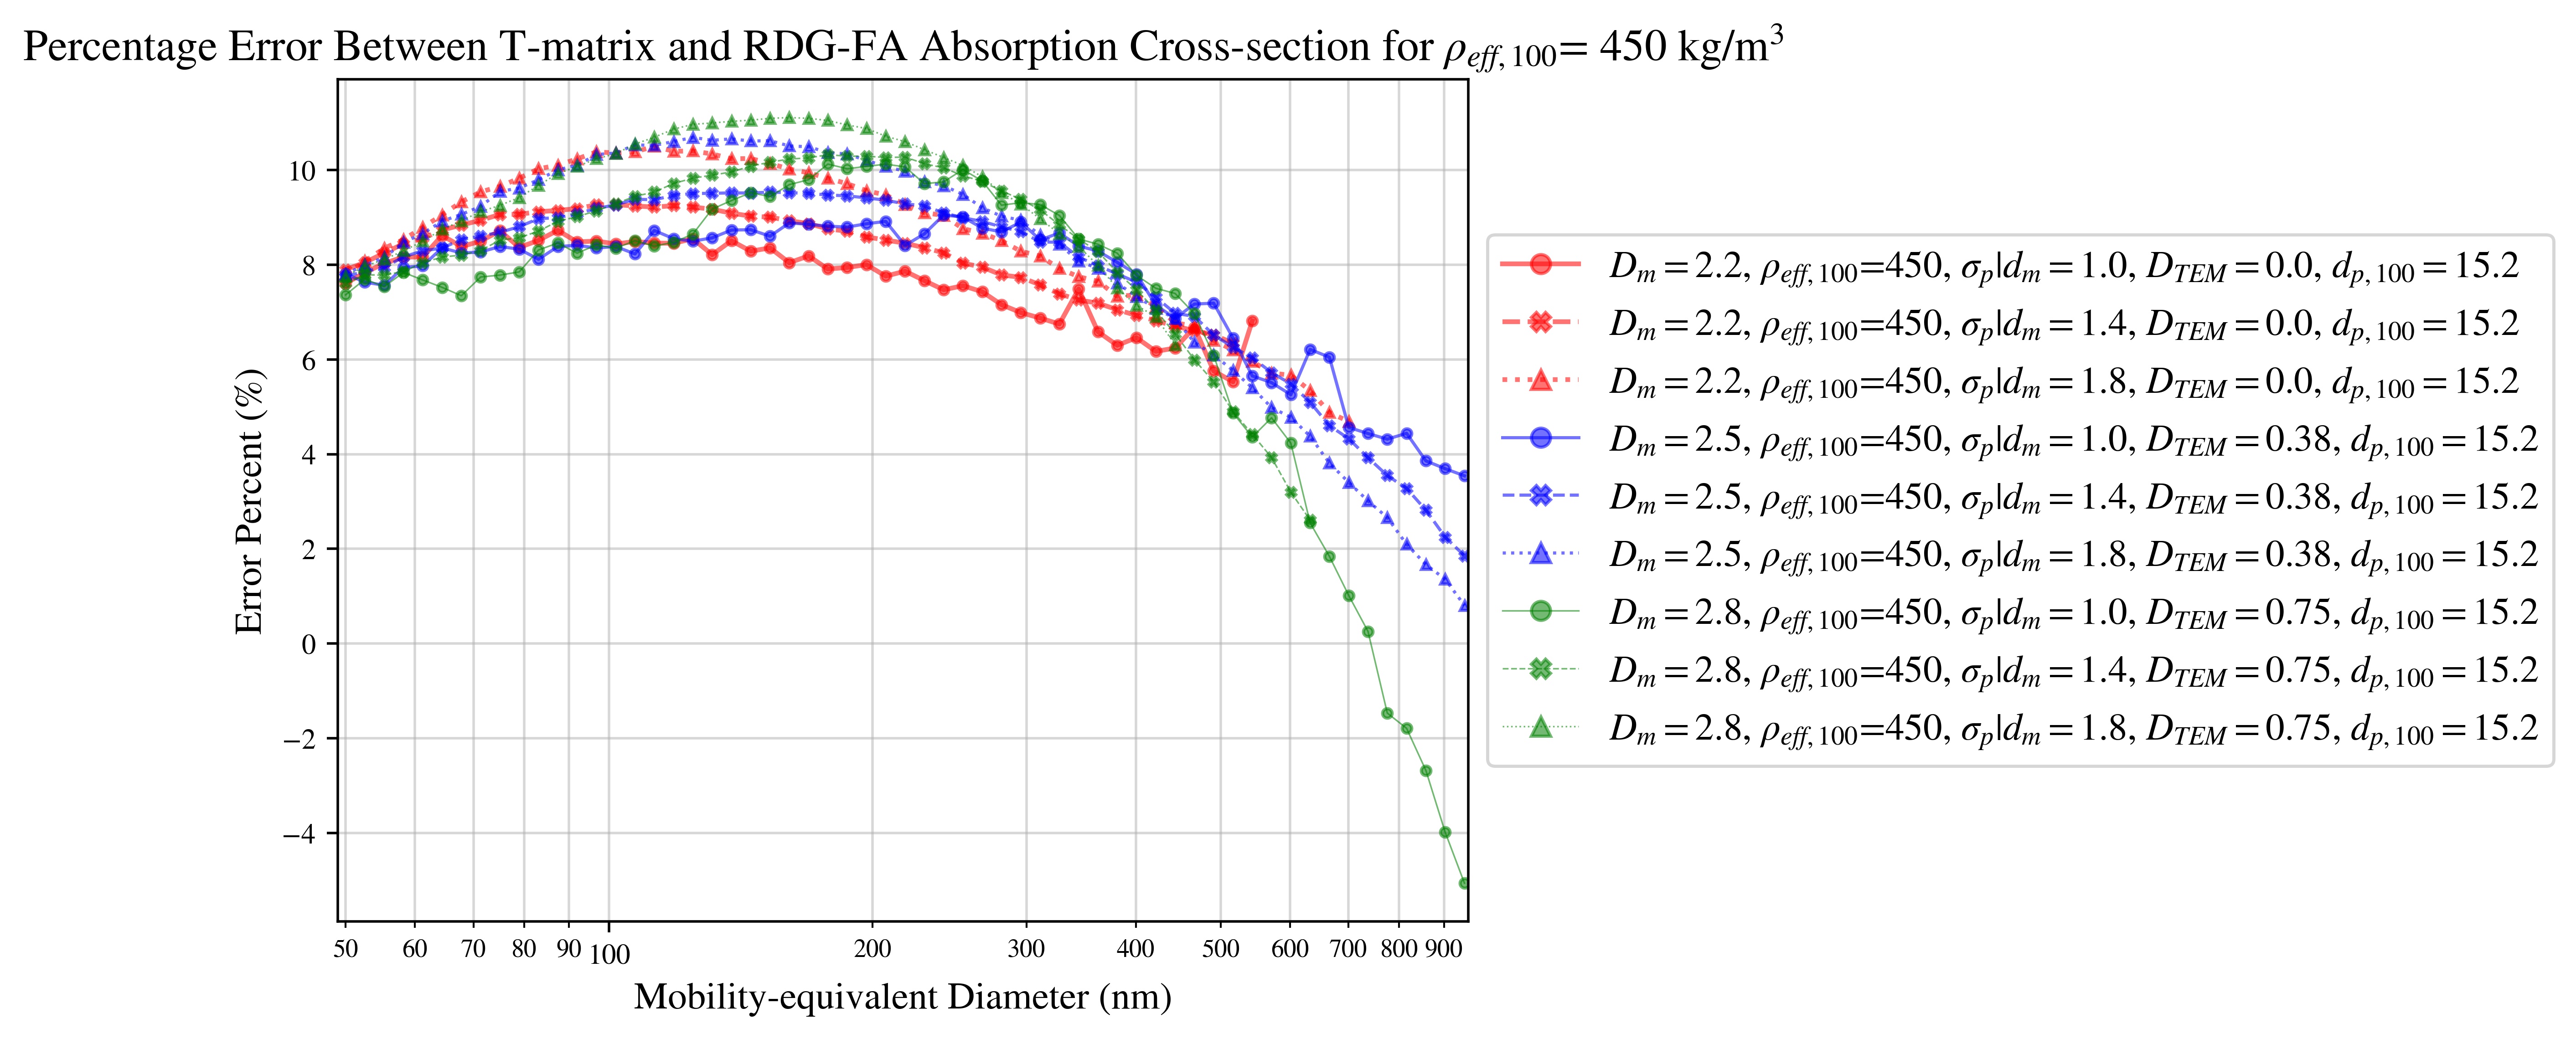 Percentage Error Between T-matrix and RDG-FA Absorption Cross-section for ρeff,100= 450 kg/m³
Error Percent (%)
10
8
6
4
2
0
−2
−4
50 60 70 80 90 100 200 300 400 500 600 700 800 900
Mobility-equivalent Diameter (nm)
Dm = 2.2, ρeff,100=450, σp|dm = 1.0, DTEM = 0.0, dp,100 = 15.2
Dm = 2.2, ρeff,100=450, σp|dm = 1.4, DTEM = 0.0, dp,100 = 15.2
Dm = 2.2, ρeff,100=450, σp|dm = 1.8, DTEM = 0.0, dp,100 = 15.2
Dm = 2.5, ρeff,100=450, σp|dm = 1.0, DTEM = 0.38, dp,100 = 15.2
Dm = 2.5, ρeff,100=450, σp|dm = 1.4, DTEM = 0.38, dp,100 = 15.2
Dm = 2.5, ρeff,100=450, σp|dm = 1.8, DTEM = 0.38, dp,100 = 15.2
Dm = 2.8, ρeff,100=450, σp|dm = 1.0, DTEM = 0.75, dp,100 = 15.2
Dm = 2.8, ρeff,100=450, σp|dm = 1.4, DTEM = 0.75, dp,100 = 15.2
Dm = 2.8, ρeff,100=450, σp|dm = 1.8, DTEM = 0.75, dp,100 = 15.2